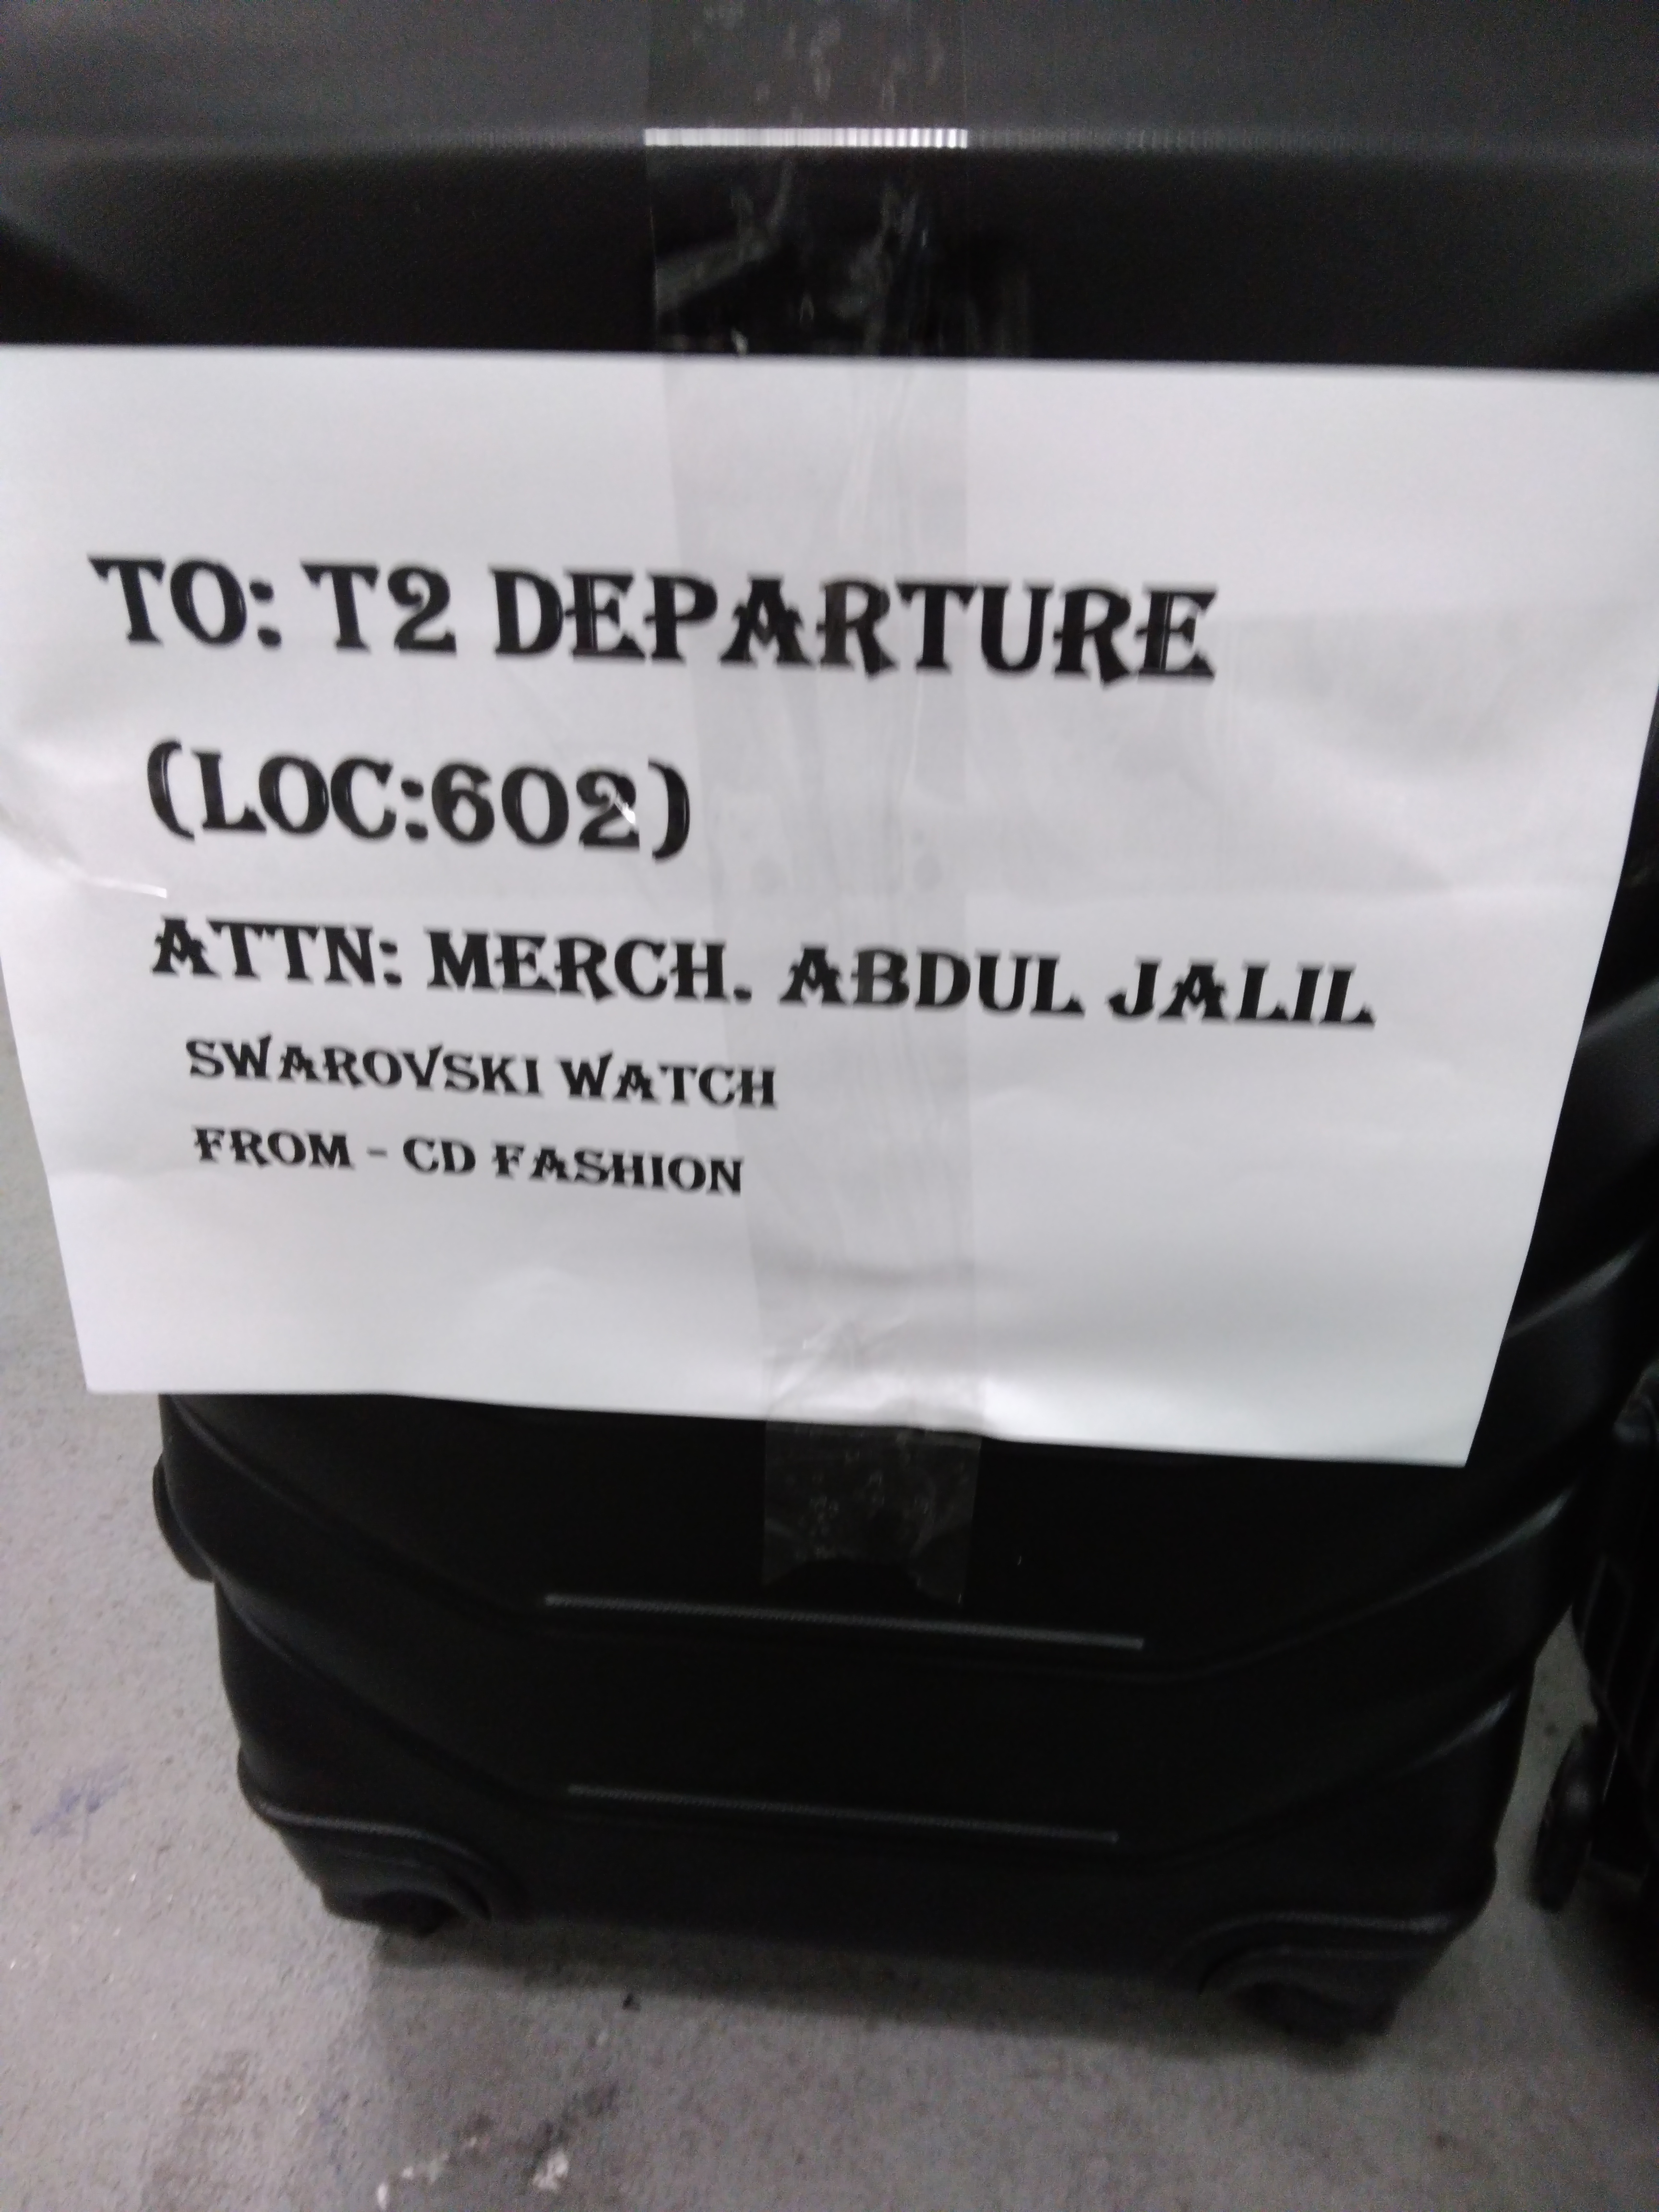 TO: T2 DEPARTURE
(LOC:602)
ATTN: MERCH. ABDUL JALIL
SWAROVSKI WATCH
FROM - CD FASHION